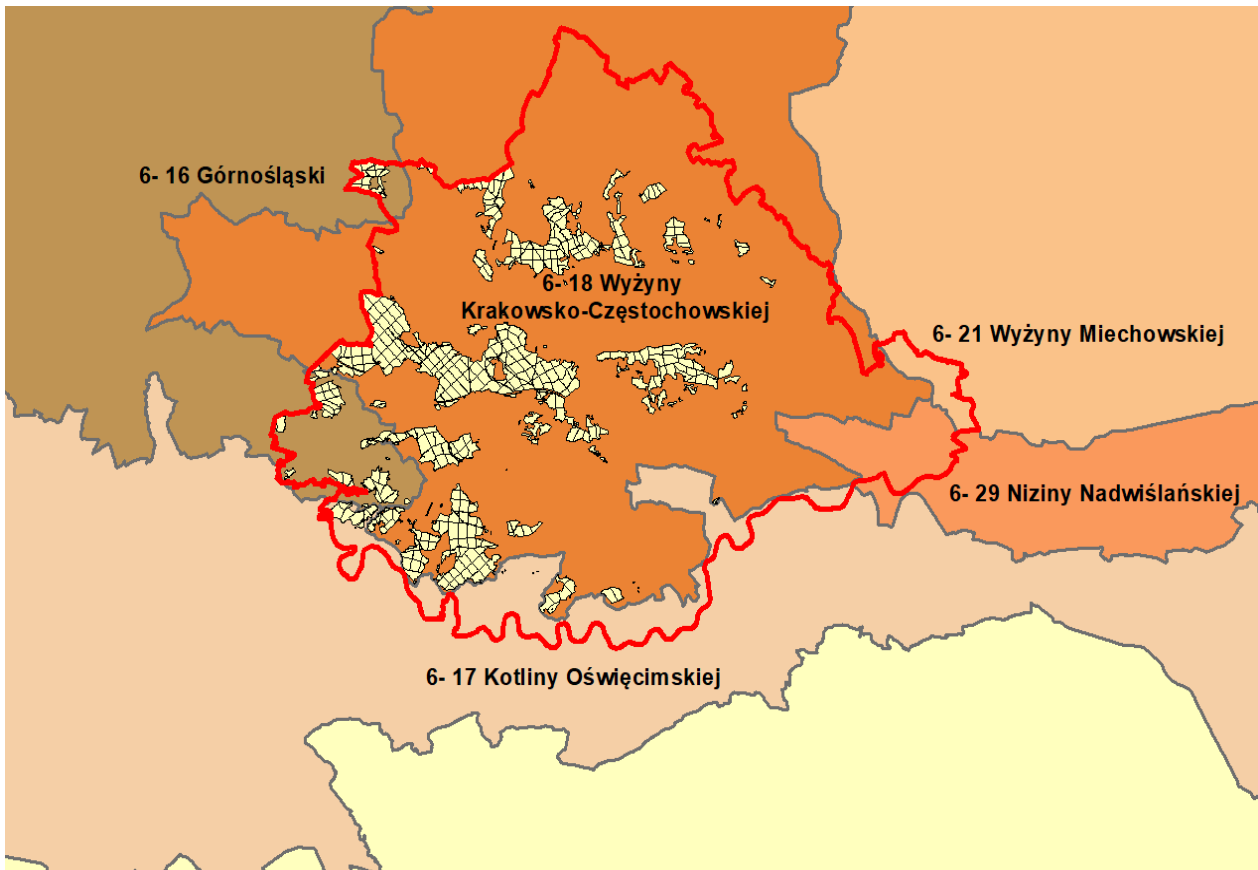 6- 16 Górnośląski
6- 18 Wyżyny
Krakowsko-Częstochowskiej
6- 21 Wyżyny Miechowskiej
6- 29 Niziny Nadwiślańskiej
6- 17 Kotliny Oświęcimskiej